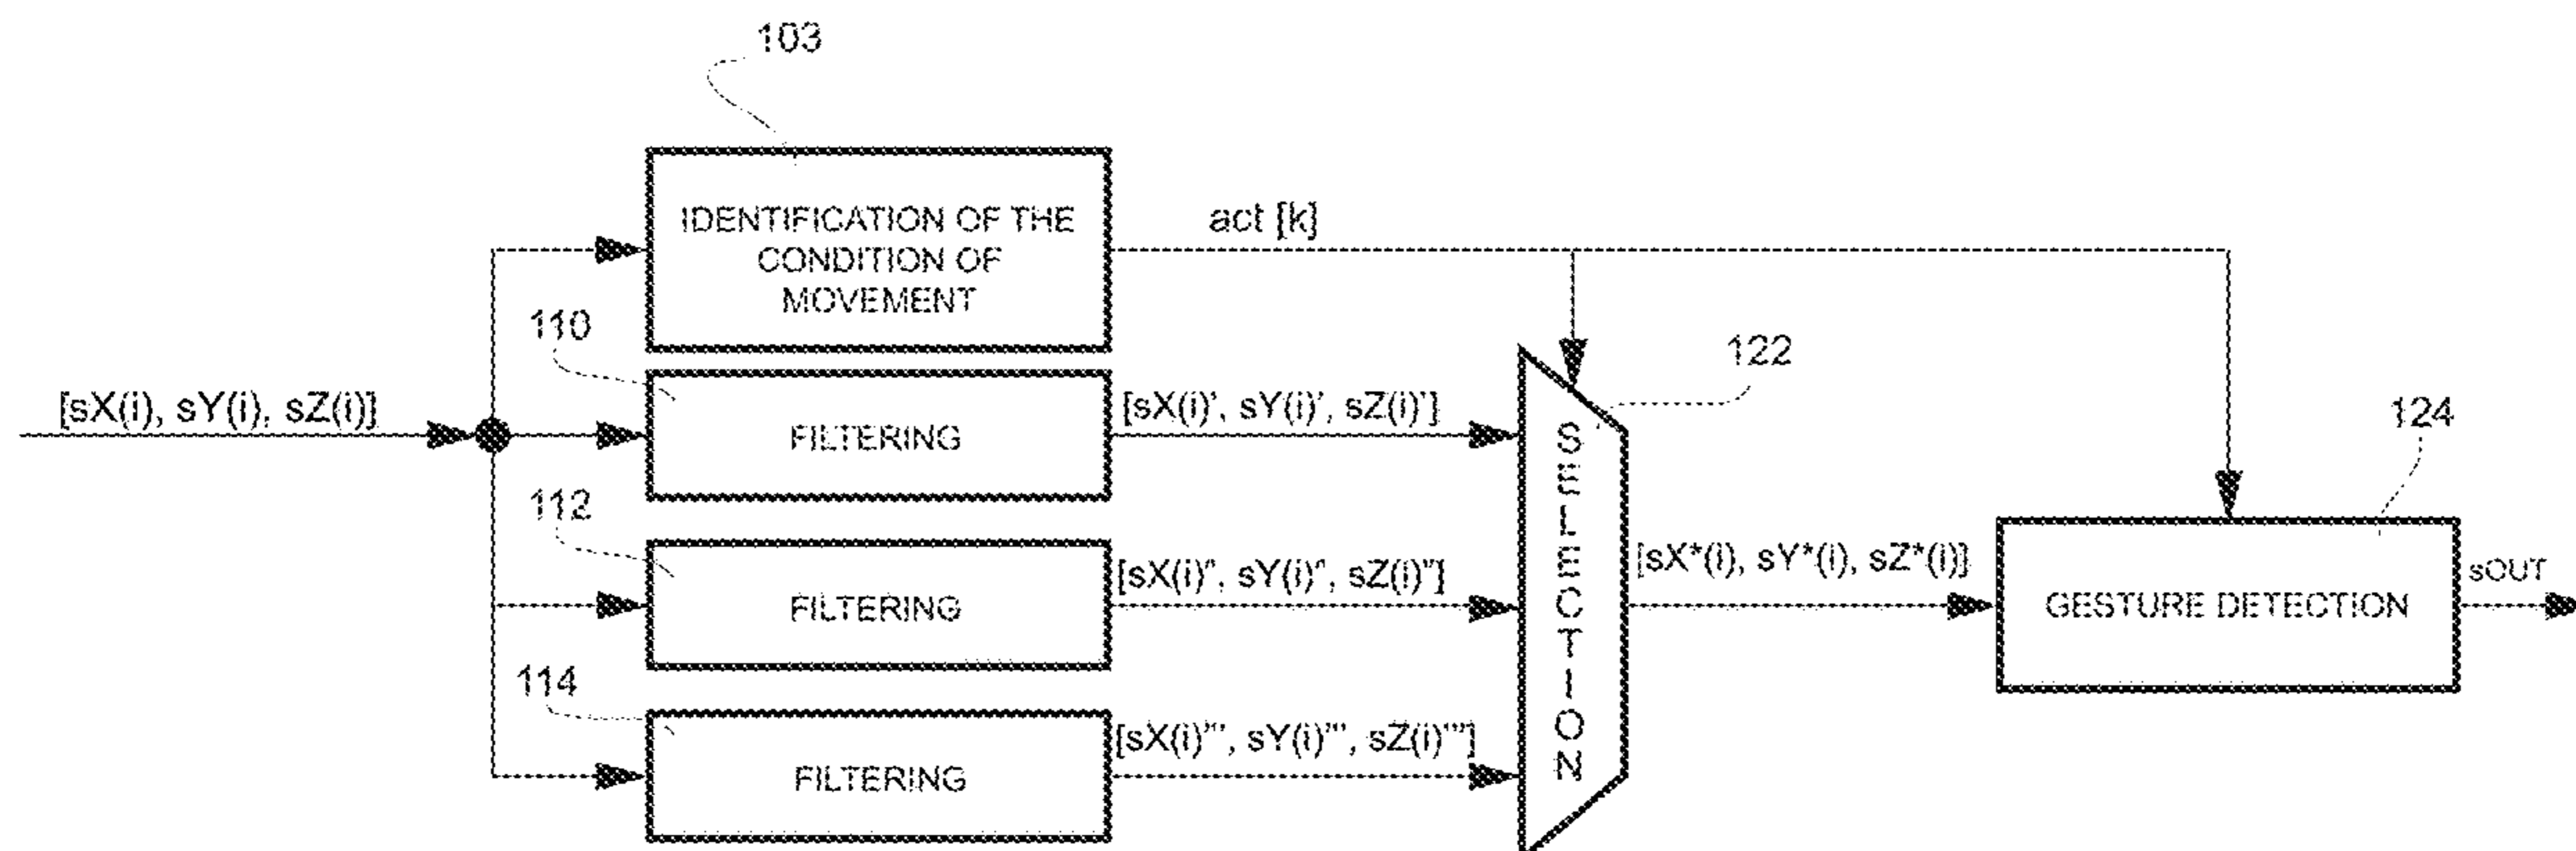 103
IDENTIFICATION OF THE
CONDITION OF
MOVEMENT
act [k]
110
122
[sX(i), sY(i), sZ(i)]
FILTERING
[sX(i)', sY(i)', sZ(i)']
SELECTION
124
112
FILTERING
[sX(i)", sY(i)", sZ(i)"]
[sX*(i), sY*(i), sZ*(i)]
GESTURE DETECTION
sOUT
114
FILTERING
[sX(i)''', sY(i)''', sZ(i)''']